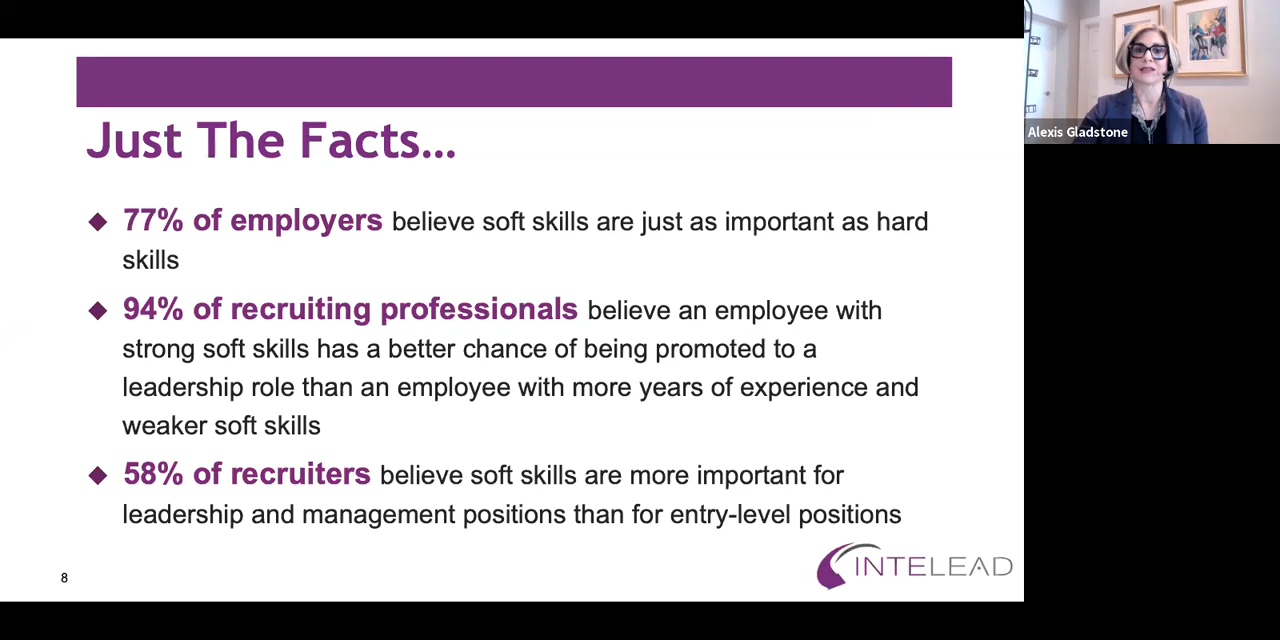 Just The Facts...
77% of employers believe soft skills are just as important as hard
skills
94% of recruiting professionals believe an employee with
strong soft skills has a better chance of being promoted to a
leadership role than an employee with more years of experience and
weaker soft skills
58% of recruiters believe soft skills are more important for
leadership and management positions than for entry-level positions
8
INTELEAD
Alexis Gladstone